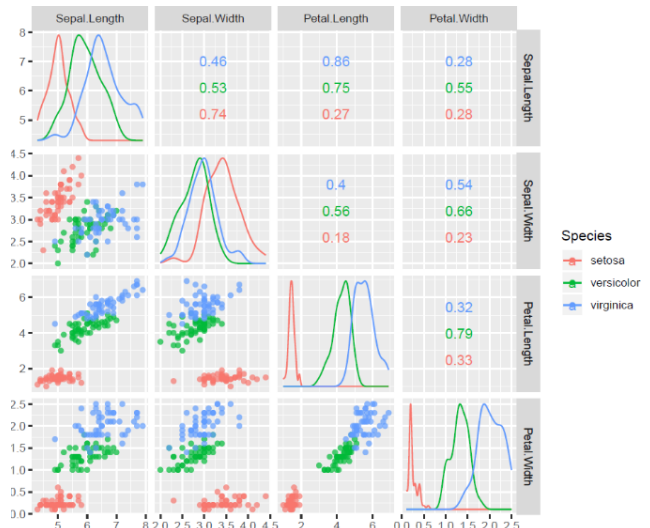 Sepal.Length Sepal.Width Petal.Length Petal.Width
8
7
6
5
0.46 0.86 0.28
0.53 0.75 0.55
0.74 0.27 0.28
Sepal.Length
4.5
4.0
3.5
3.0
2.5
2.0
0.4 0.54
0.56 0.66
0.18 0.23
Sepal.Width
6
4
2
0.32
0.79
0.33
Petal.Length
2.5
2.0
1.5
1.0
0.5
0.0
Petal.Width
5 6 7 8 2.0 2.5 3.0 3.5 4.0 4.5 2 4 6 0.0 0.5 1.0 1.5 2.0 2.5
Species
setosa
versicolor
virginica